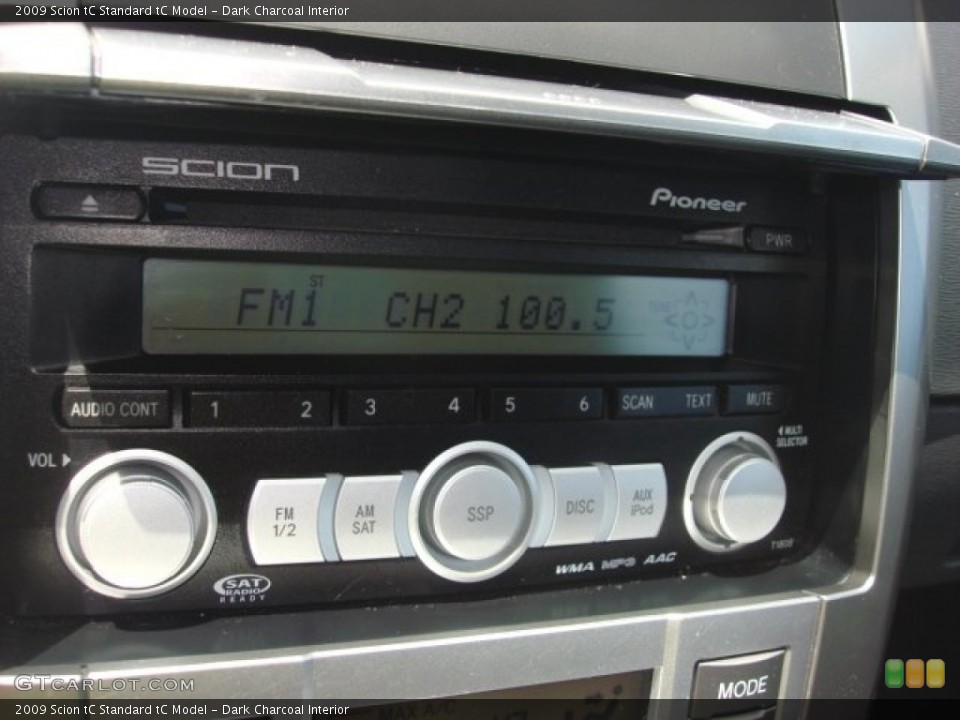 2009 Scion tC Standard tC Model – Dark Charcoal Interior
SCION
Pioneer
PWR
ST
FM1 CH2 100.5
TUNE
AUDIO CONT 1 2 3 4 5 6 SCAN TEXT MUTE
VOL
MULTI
SELECTOR
FM
1/2
AM
SAT
SSP
DISC
AUX
iPod
T1808
WMA MP3 AAC
SAT
RADIO
READY
MODE
MAX A/C
GTCARLOT.COM
2009 Scion tC Standard tC Model – Dark Charcoal Interior